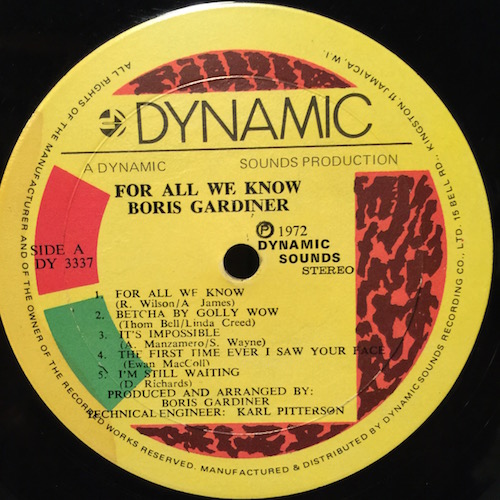 DYNAMIC
A DYNAMIC SOUNDS PRODUCTION
FOR ALL WE KNOW
BORIS GARDINER
SIDE A
DY 3337
℗ 1972
DYNAMIC
SOUNDS
STEREO
1. FOR ALL WE KNOW
(R. Wilson/A James)
2. BETCHA BY GOLLY WOW
(Thom Bell/Linda Creed)
3. IT'S IMPOSSIBLE
(A. Manzamero/S. Wayne)
4. THE FIRST TIME EVER I SAW YOUR FACE
(Ewan MacColl)
5. I'M STILL WAITING
(D. Richards)
PRODUCED AND ARRANGED BY:
BORIS GARDINER
TECHNICAL ENGINEER: KARL PITTERSON
ALL RIGHTS OF THE MANUFACTURER AND OF THE OWNER OF THE RECORDED WORKS RESERVED. MANUFACTURED & DISTRIBUTED BY DYNAMIC SOUNDS RECORDING CO., LTD. 15 BELL RD., KINGSTON 11 JAMAICA, W.I.